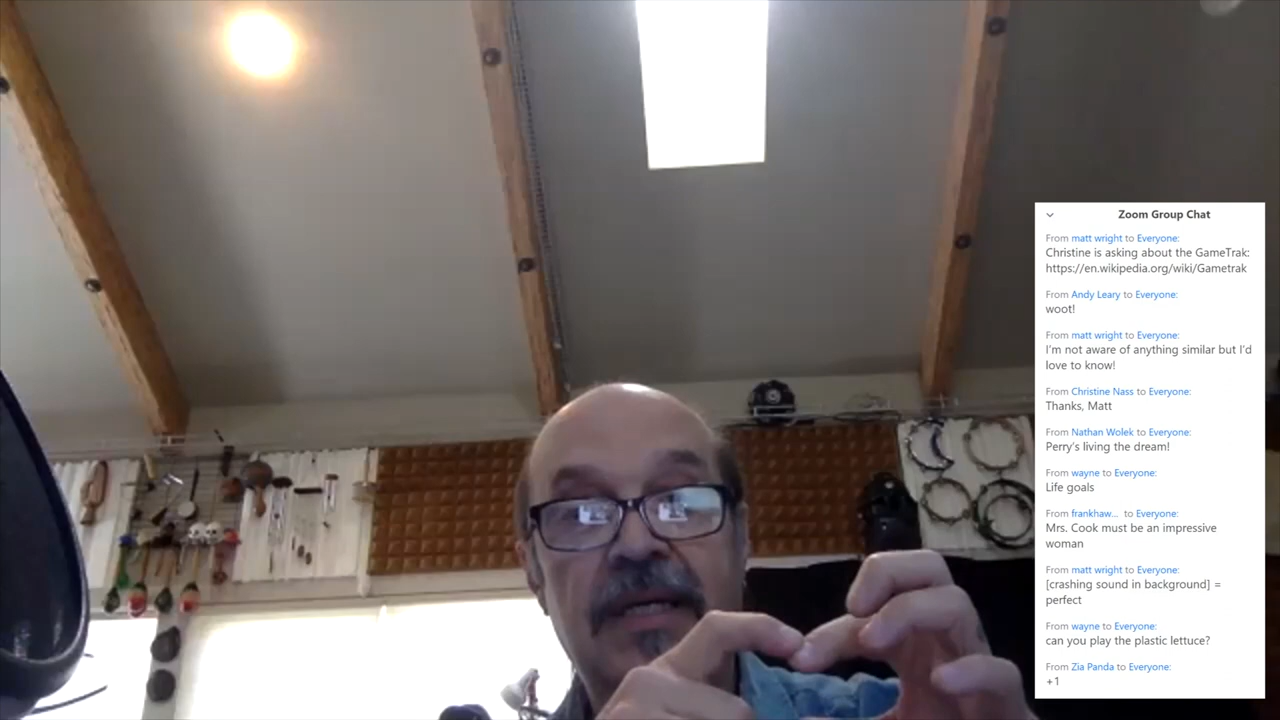 Zoom Group Chat
From matt wright to Everyone:
Christine is asking about the GameTrak:
https://en.wikipedia.org/wiki/Gametrak
From Andy Leary to Everyone:
woot!
From matt wright to Everyone:
I'm not aware of anything similar but I'd
love to know!
From Christine Nass to Everyone:
Thanks, Matt
From Nathan Wolek to Everyone:
Perry's living the dream!
From wayne to Everyone:
Life goals
From frankhaw... to Everyone:
Mrs. Cook must be an impressive
woman
From matt wright to Everyone:
[crashing sound in background] =
perfect
From wayne to Everyone:
can you play the plastic lettuce?
From Zia Panda to Everyone:
+1